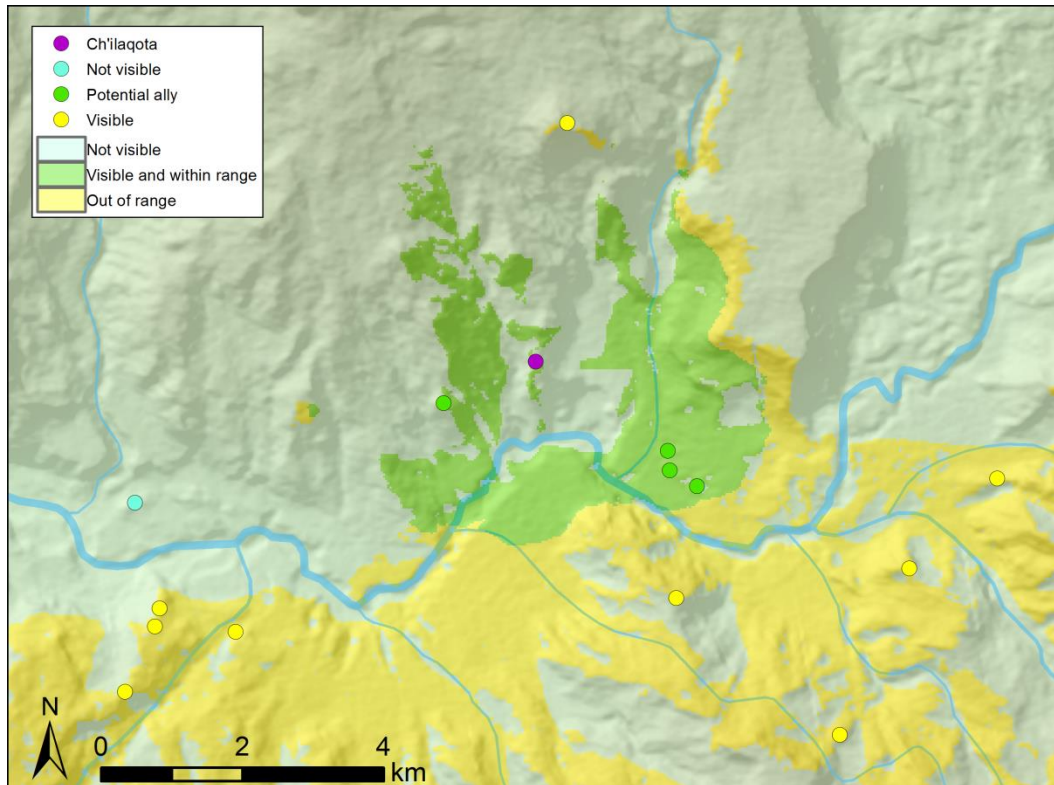 Ch'ilaqota
Not visible
Potential ally
Visible
Not visible
Visible and within range
Out of range
N
0 2 4
km